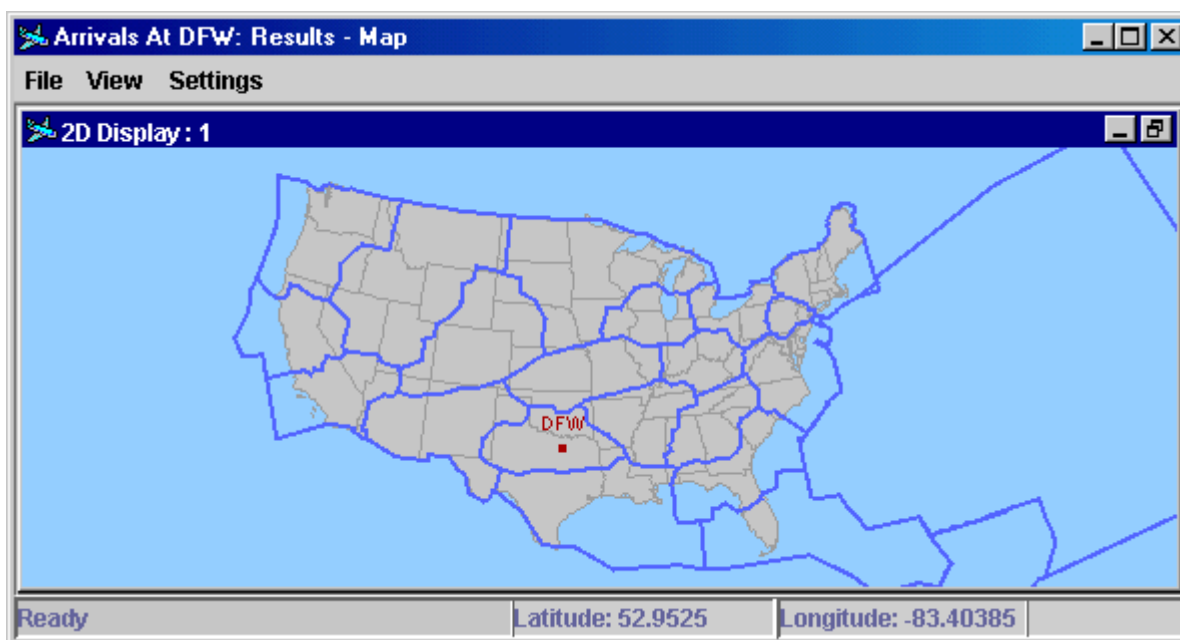 Arrivals At DFW: Results - Map
File View Settings
2D Display : 1
DFW
Ready Latitude: 52.9525 Longitude: -83.40385